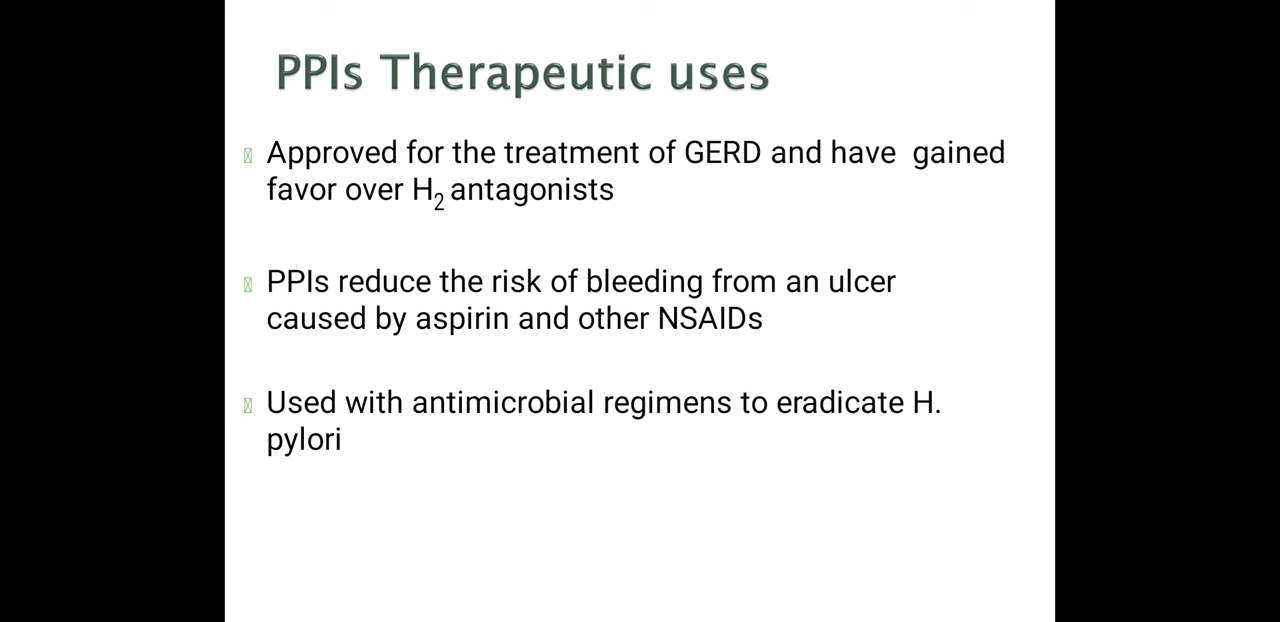 PPIs Therapeutic uses
Approved for the treatment of GERD and have  gained
favor over H₂ antagonists
PPIs reduce the risk of bleeding from an ulcer
caused by aspirin and other NSAIDs
Used with antimicrobial regimens to eradicate H.
pylori